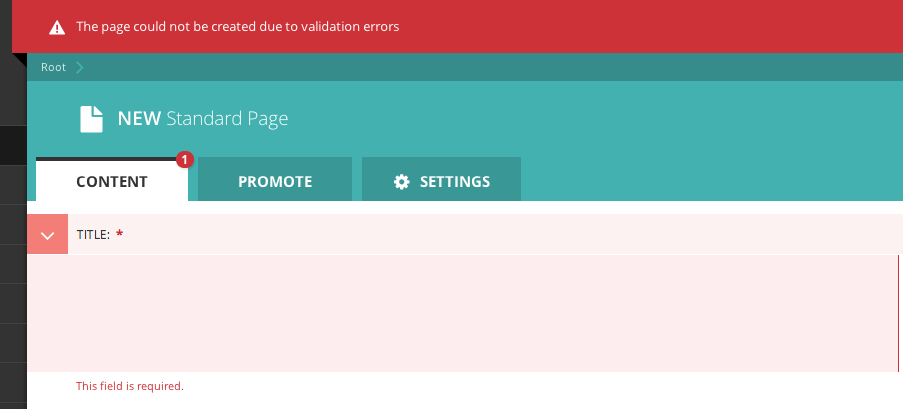 The page could not be created due to validation errors
Root
NEW Standard Page
1
CONTENT PROMOTE SETTINGS
TITLE: *
This field is required.